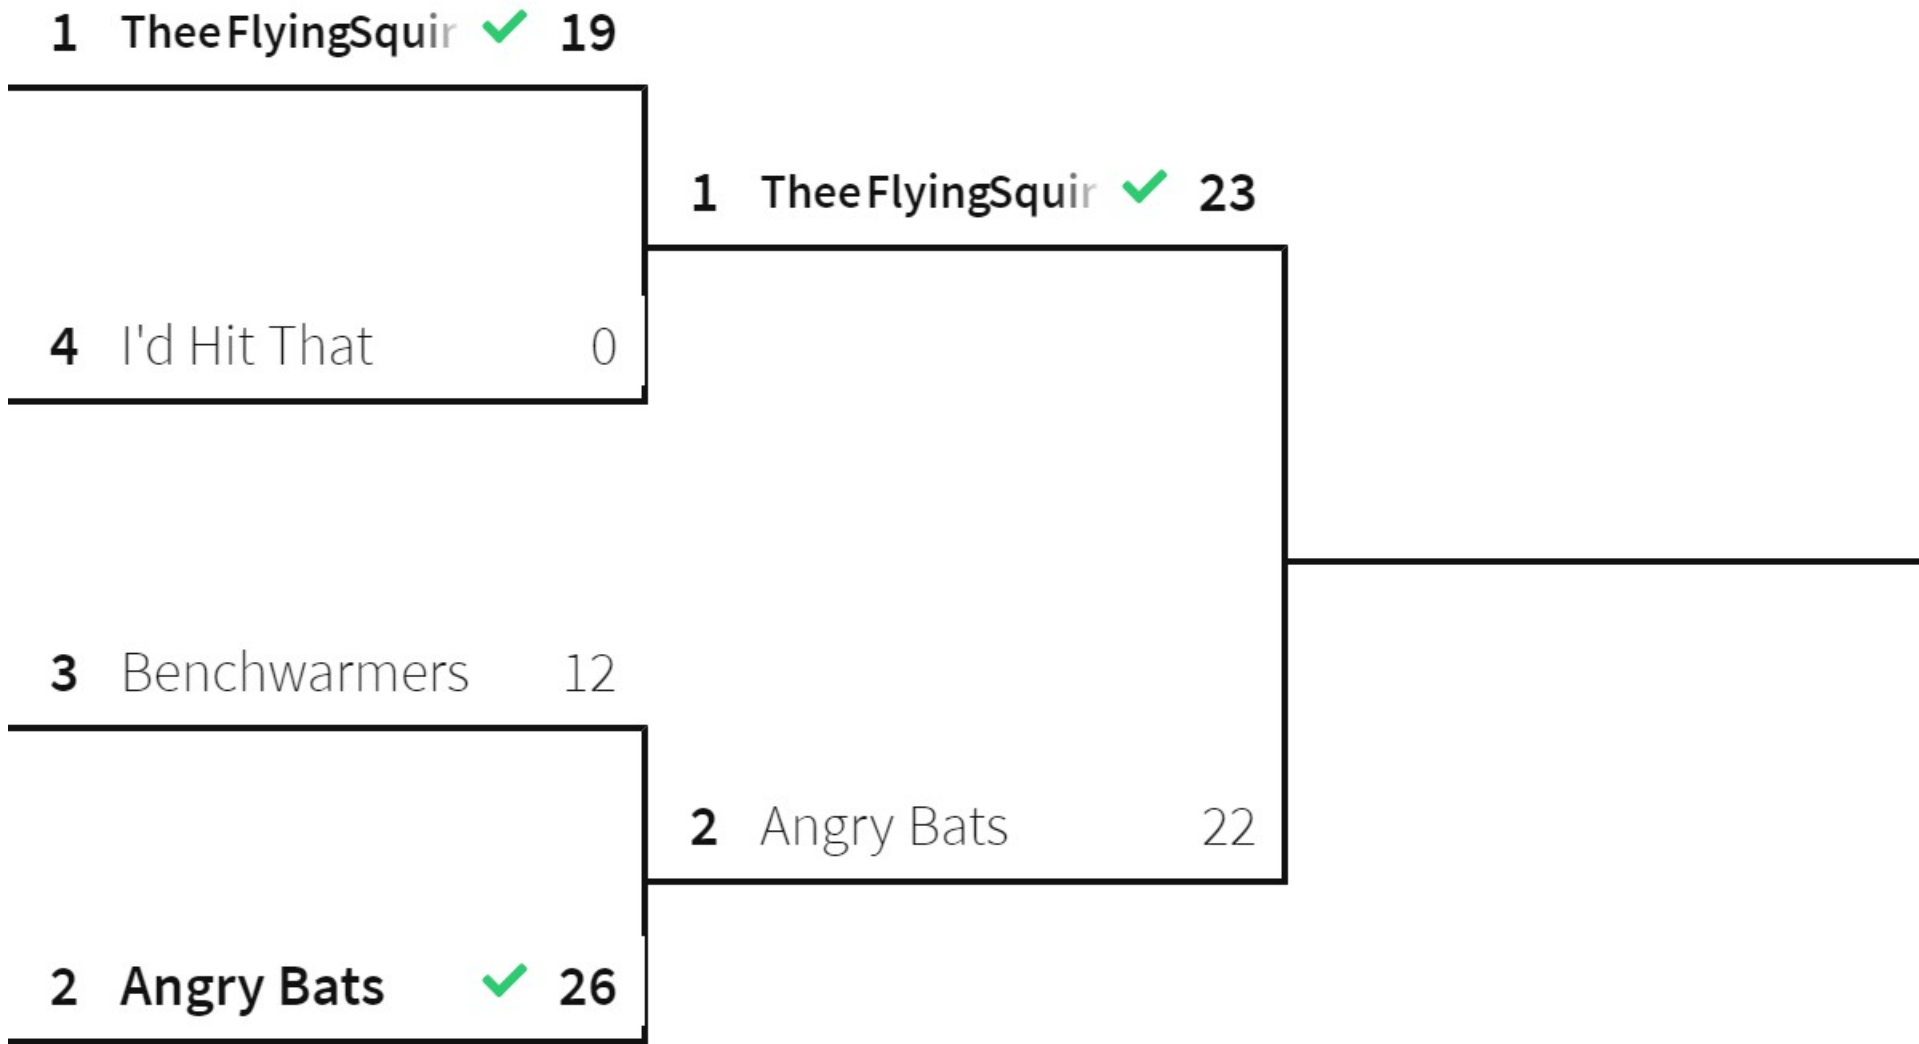 1 TheeFlyingSquir 19
1 TheeFlyingSquir 23
4 I'd Hit That 0
3 Benchwarmers 12
2 Angry Bats 22
2 Angry Bats 26